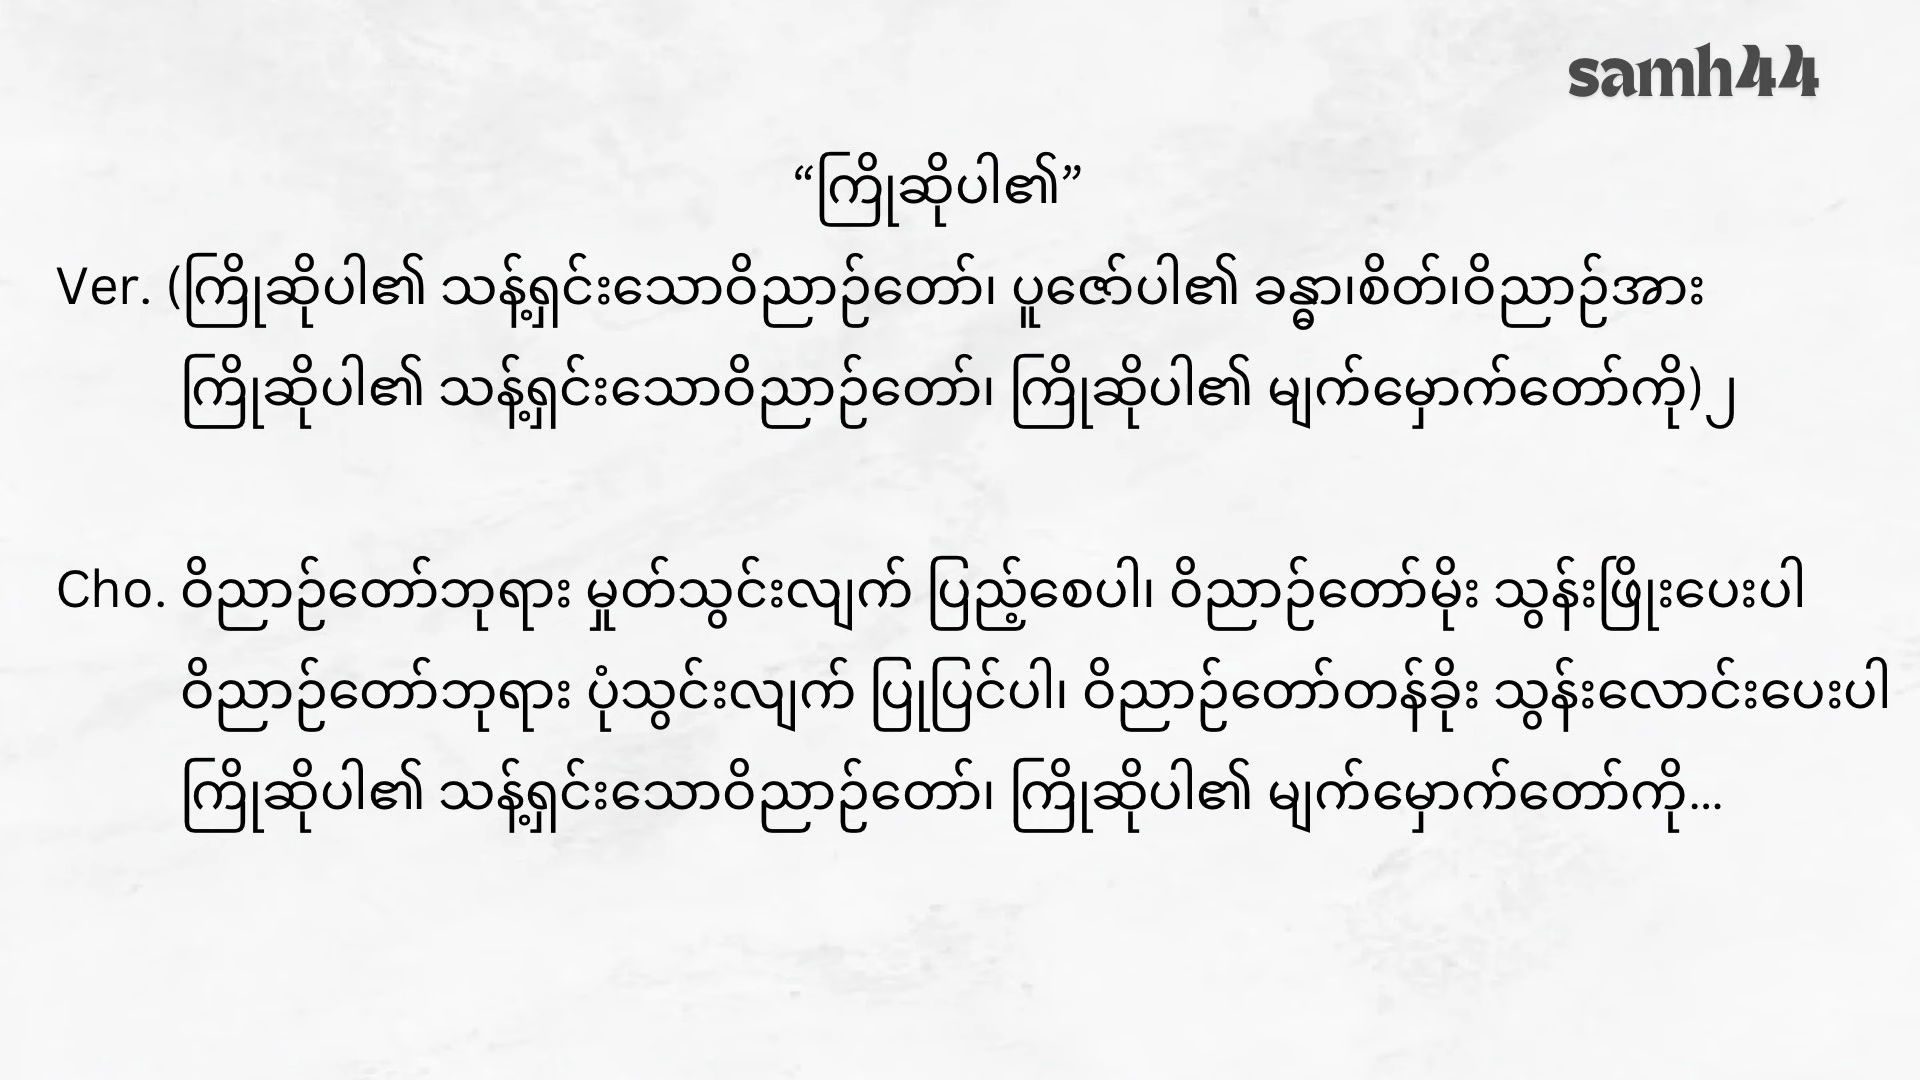 samh44
“ကြိုဆိုပါ၏”
Ver. (ကြိုဆိုပါ၏ သန့်ရှင်းသောဝိညာဉ်တော်၊ ပူဇော်ပါ၏ ခန္ဓာ၊စိတ်၊ဝိညာဉ်အား
ကြိုဆိုပါ၏ သန့်ရှင်းသောဝိညာဉ်တော်၊ ကြိုဆိုပါ၏ မျက်မှောက်တော်ကို)၂
Cho. ဝိညာဉ်တော်ဘုရား မှုတ်သွင်းလျက် ပြည့်စေပါ၊ ဝိညာဉ်တော်မိုး သွန်းဖြိုးပေးပါ
ဝိညာဉ်တော်ဘုရား ပုံသွင်းလျက် ပြုပြင်ပါ၊ ဝိညာဉ်တော်တန်ခိုး သွန်းလောင်းပေးပါ
ကြိုဆိုပါ၏ သန့်ရှင်းသောဝိညာဉ်တော်၊ ကြိုဆိုပါ၏ မျက်မှောက်တော်ကို...